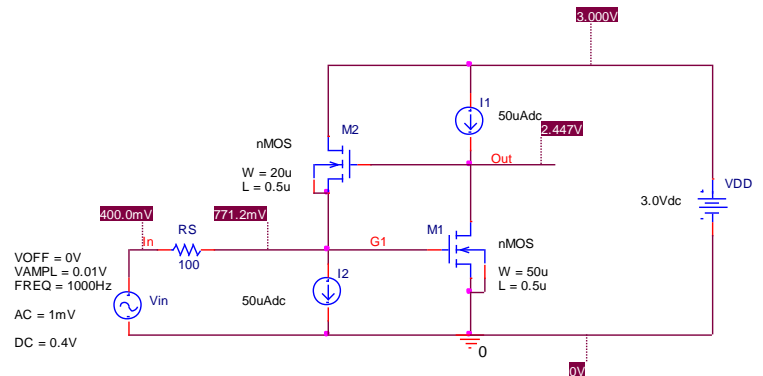 3.000V
I1
50uAdc
M2
nMOS
2.447V
Out
W = 20u
L = 0.5u
VDD
3.0Vdc
400.0mV
771.2mV
RS
In
G1
M1
nMOS
100
VOFF = 0V
VAMPL = 0.01V
FREQ = 1000Hz
I2
W = 50u
L = 0.5u
Vin
50uAdc
AC = 1mV
DC = 0.4V
0
0V